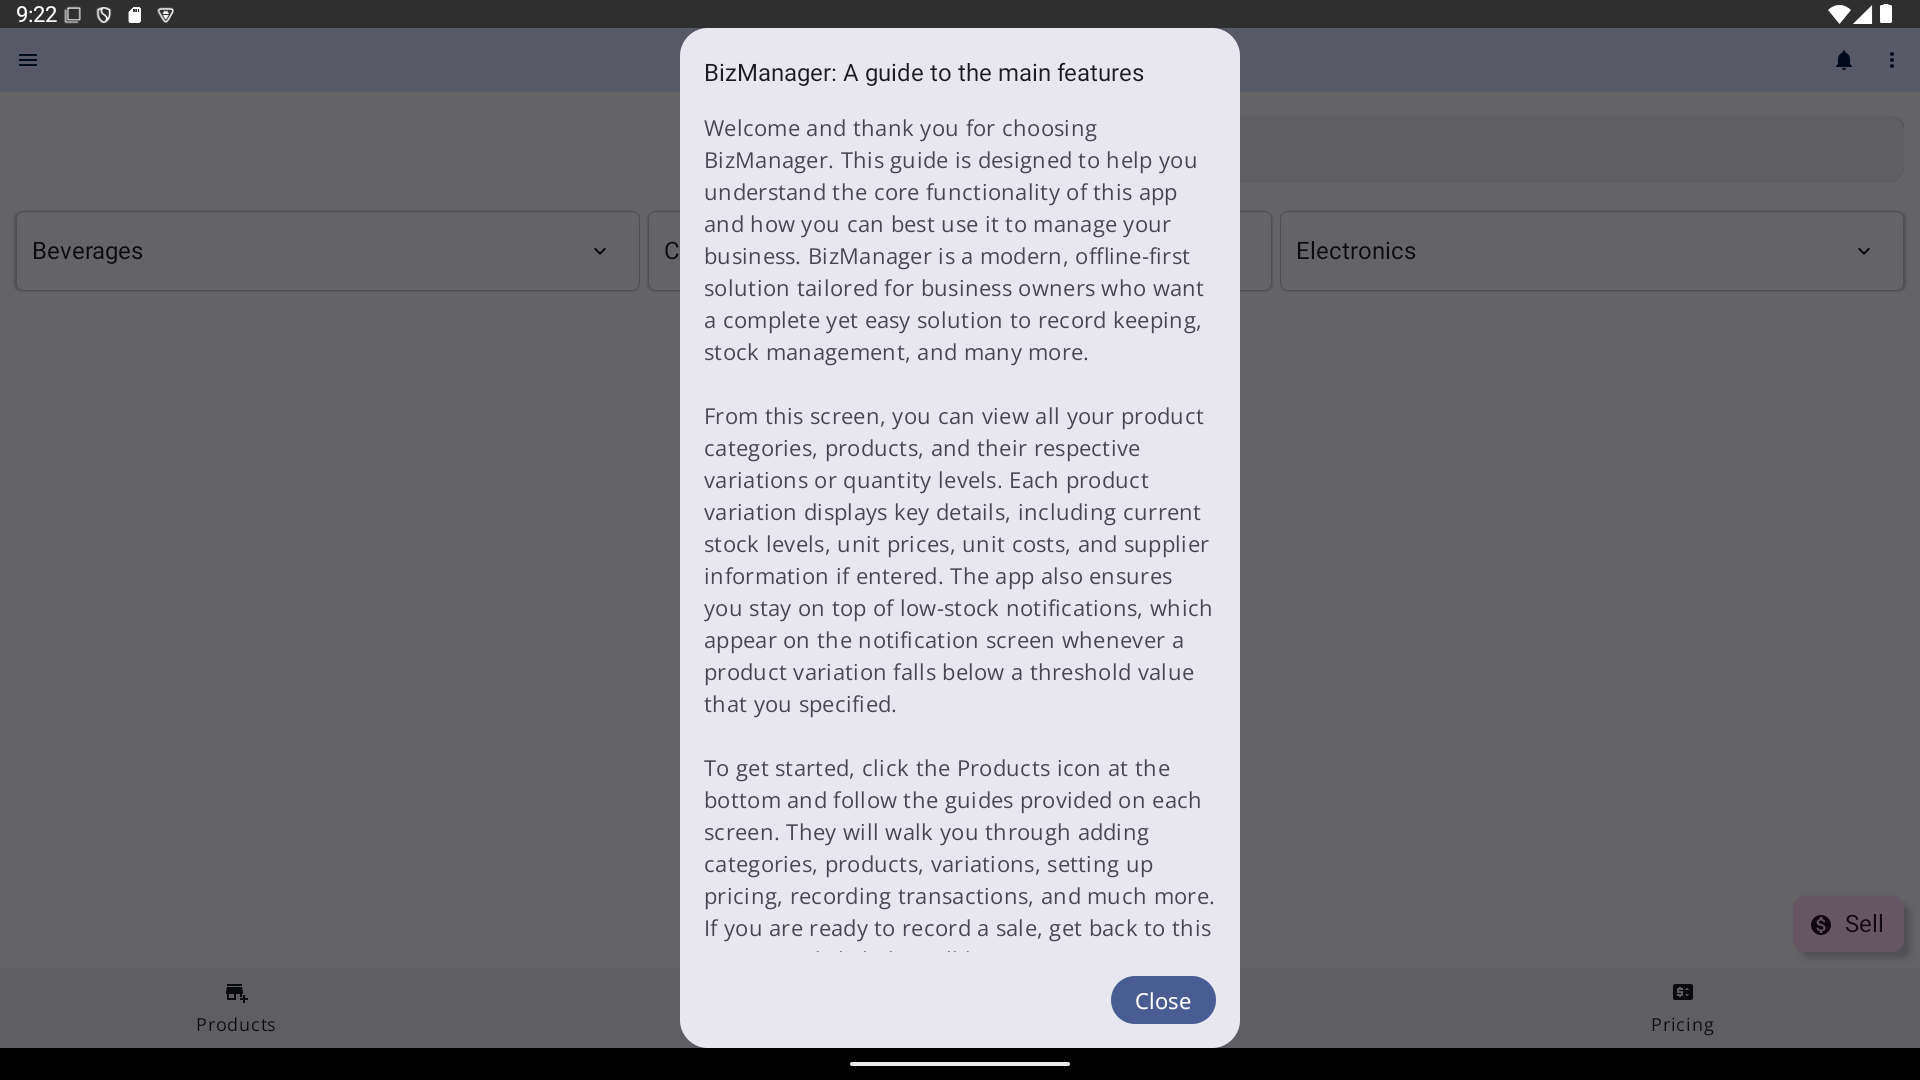 9:22
BizManager: A guide to the main features
Welcome and thank you for choosing
BizManager. This guide is designed to help you
understand the core functionality of this app
and how you can best use it to manage your
business. BizManager is a modern, offline-first
solution tailored for business owners who want
a complete yet easy solution to record keeping,
stock management, and many more.
From this screen, you can view all your product
categories, products, and their respective
variations or quantity levels. Each product
variation displays key details, including current
stock levels, unit prices, unit costs, and supplier
information if entered. The app also ensures
you stay on top of low-stock notifications, which
appear on the notification screen whenever a
product variation falls below a threshold value
that you specified.
To get started, click the Products icon at the
bottom and follow the guides provided on each
screen. They will walk you through adding
categories, products, variations, setting up
pricing, recording transactions, and much more.
If you are ready to record a sale, get back to this
Close
Beverages
C
Electronics
Sell
Products
Pricing